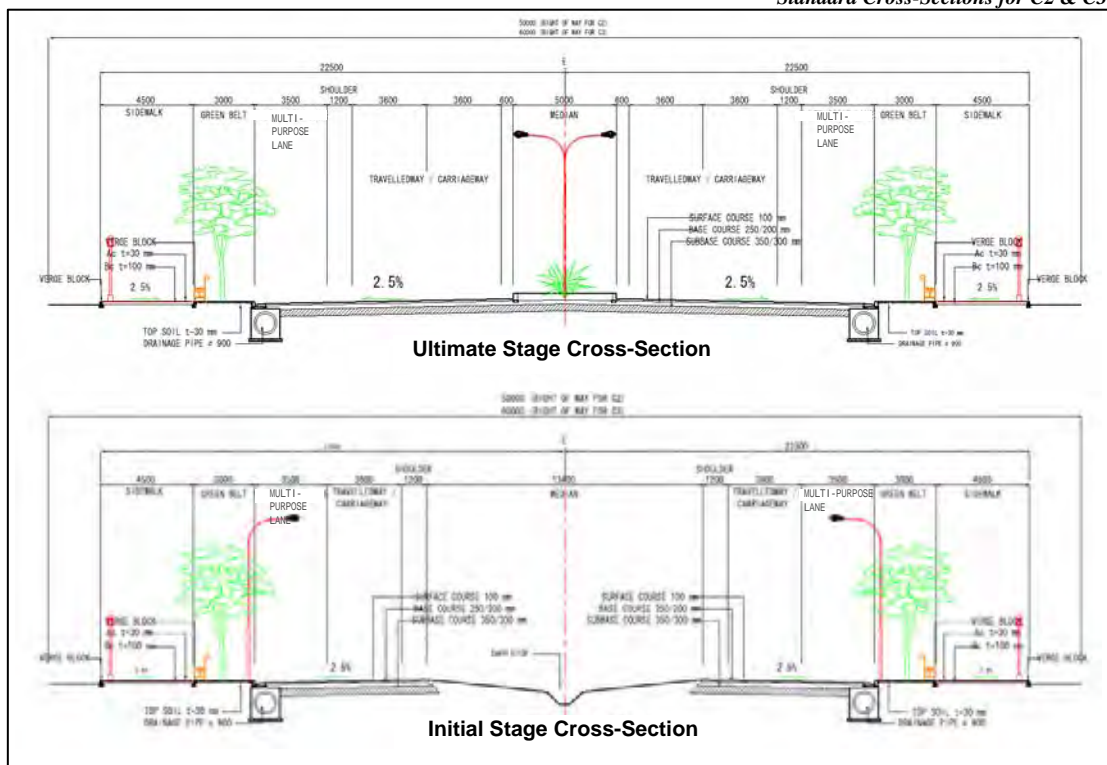 Standard Cross-Sections for C2 & C3
50000 (RIGHT OF WAY FOR C2)
60000 (RIGHT OF WAY FOR C3)
22500 22500
SHOULDER SHOULDER
4500 3000 3500 1200 3600 3600 600 5000 600 3600 3600 1200 3500 3000 4500
SIDEWALK GREEN BELT MULTI-PURPOSE LANE MEDIAN MULTI-PURPOSE LANE GREEN BELT SIDEWALK
TRAVELLEDWAY / CARRIAGEWAY TRAVELLEDWAY / CARRIAGEWAY
SURFACE COURSE 100 mm
BASE COURSE 250/200 mm
SUBBASE COURSE 350/300 mm
VERGE BLOCK VERGE BLOCK
Ac t=30 mm Ac t=30 mm
Bc t=100 mm Bc t=100 mm
VERGE BLOCK VERGE BLOCK
2.5% 2.5% 2.5% 2.5%
TOP SOIL t=30 mm TOP SOIL t=30 mm
DRAINAGE PIPE ø 900 DRAINAGE PIPE ø 900
Ultimate Stage Cross-Section
50000 (RIGHT OF WAY FOR C2)
60000 (RIGHT OF WAY FOR C3)
SHOULDER SHOULDER
4500 3000 3500 1200 13400 1200 3500 3000 4500
SIDEWALK GREEN BELT MULTI-PURPOSE LANE TRAVELLEDWAY / CARRIAGEWAY MEDIAN TRAVELLEDWAY / CARRIAGEWAY MULTI-PURPOSE LANE GREEN BELT SIDEWALK
SURFACE COURSE 100 mm SURFACE COURSE 100 mm
BASE COURSE 250/200 mm BASE COURSE 250/200 mm
SUBBASE COURSE 350/300 mm SUBBASE COURSE 350/300 mm
VERGE BLOCK VERGE BLOCK
Ac t=30 mm Ac t=30 mm
Bc t=100 mm Bc t=100 mm
VERGE BLOCK VERGE BLOCK
2.5% 2.5%
TOP SOIL t=30 mm TOP SOIL t=30 mm
DRAINAGE PIPE ø 900 DRAINAGE PIPE ø 900
Initial Stage Cross-Section